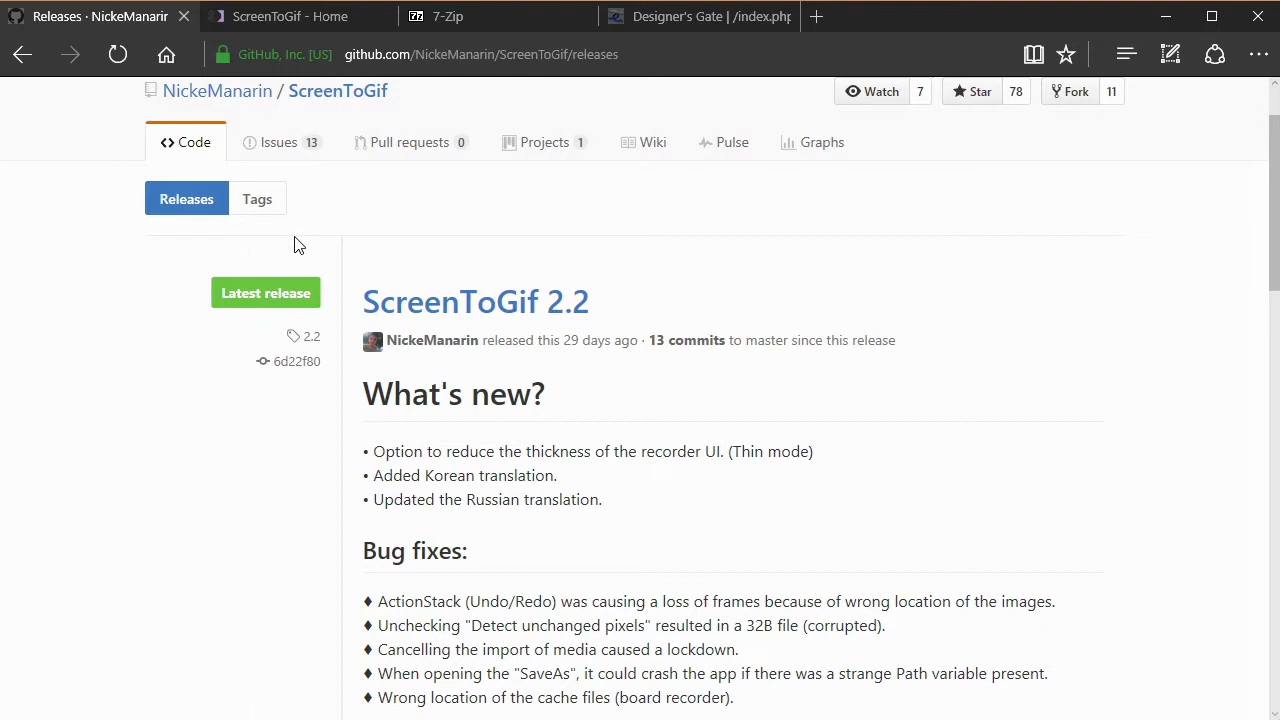 Releases · NickeManarin
ScreenToGif - Home
7-Zip
Designer's Gate | /index.php
GitHub, Inc. [US]
github.com/NickeManarin/ScreenToGif/releases
NickeManarin / ScreenToGif
Watch 7
Star 78
Fork 11
Code
Issues 13
Pull requests 0
Projects 1
Wiki
Pulse
Graphs
Releases
Tags
Latest release
2.2
6d22f80
ScreenToGif 2.2
NickeManarin released this 29 days ago · 13 commits to master since this release
What's new?
• Option to reduce the thickness of the recorder UI. (Thin mode)
• Added Korean translation.
• Updated the Russian translation.
Bug fixes:
♦ ActionStack (Undo/Redo) was causing a loss of frames because of wrong location of the images.
♦ Unchecking "Detect unchanged pixels" resulted in a 32B file (corrupted).
♦ Cancelling the import of media caused a lockdown.
♦ When opening the "SaveAs", it could crash the app if there was a strange Path variable present.
♦ Wrong location of the cache files (board recorder).